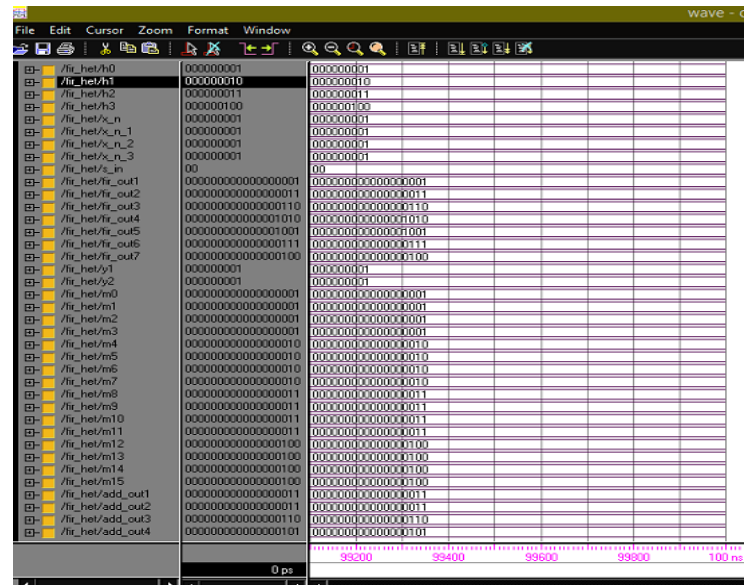 wave - d
File Edit Cursor Zoom Format Window
/fir_het/h0 000000001 000000001
/fir_het/h1 000000010 000000010
/fir_het/h2 000000011 000000011
/fir_het/h3 000000100 000000100
/fir_het/x_n 000000001 000000001
/fir_het/x_n_1 000000001 000000001
/fir_het/x_n_2 000000001 000000001
/fir_het/x_n_3 000000001 000000001
/fir_het/s_in 00 00
/fir_het/fir_out1 000000000000000001 000000000000000001
/fir_het/fir_out2 000000000000000011 000000000000000011
/fir_het/fir_out3 000000000000000110 000000000000000110
/fir_het/fir_out4 000000000000001010 000000000000001010
/fir_het/fir_out5 000000000000001001 000000000000001001
/fir_het/fir_out6 000000000000000111 000000000000000111
/fir_het/fir_out7 000000000000000100 000000000000000100
/fir_het/y1 000000001 000000001
/fir_het/y2 000000001 000000001
/fir_het/m0 000000000000000001 000000000000000001
/fir_het/m1 000000000000000001 000000000000000001
/fir_het/m2 000000000000000001 000000000000000001
/fir_het/m3 000000000000000001 000000000000000001
/fir_het/m4 000000000000000010 000000000000000010
/fir_het/m5 000000000000000010 000000000000000010
/fir_het/m6 000000000000000010 000000000000000010
/fir_het/m7 000000000000000010 000000000000000010
/fir_het/m8 000000000000000011 000000000000000011
/fir_het/m9 000000000000000011 000000000000000011
/fir_het/m10 000000000000000011 000000000000000011
/fir_het/m11 000000000000000011 000000000000000011
/fir_het/m12 000000000000000100 000000000000000100
/fir_het/m13 000000000000000100 000000000000000100
/fir_het/m14 000000000000000100 000000000000000100
/fir_het/m15 000000000000000100 000000000000000100
/fir_het/add_out1 000000000000000011 000000000000000011
/fir_het/add_out2 000000000000000011 000000000000000011
/fir_het/add_out3 000000000000000110 000000000000000110
/fir_het/add_out4 000000000000000101 000000000000000101
99200 99400 99600 99800 100 ns
0 ps